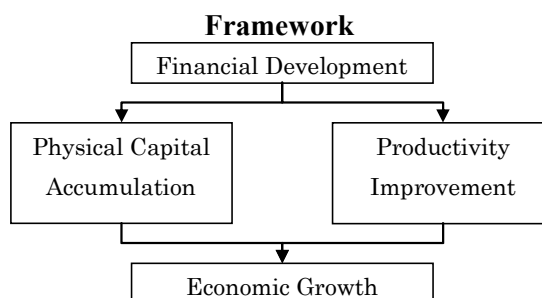 Framework
Financial Development
Physical Capital
Accumulation
Productivity
Improvement
Economic Growth